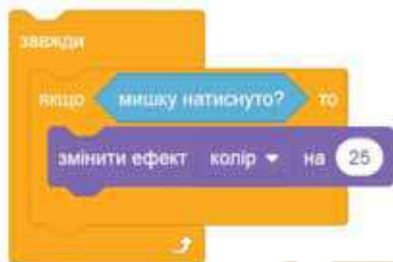 завжди
якщо мишку натиснуто? то
змінити ефект колір на 25